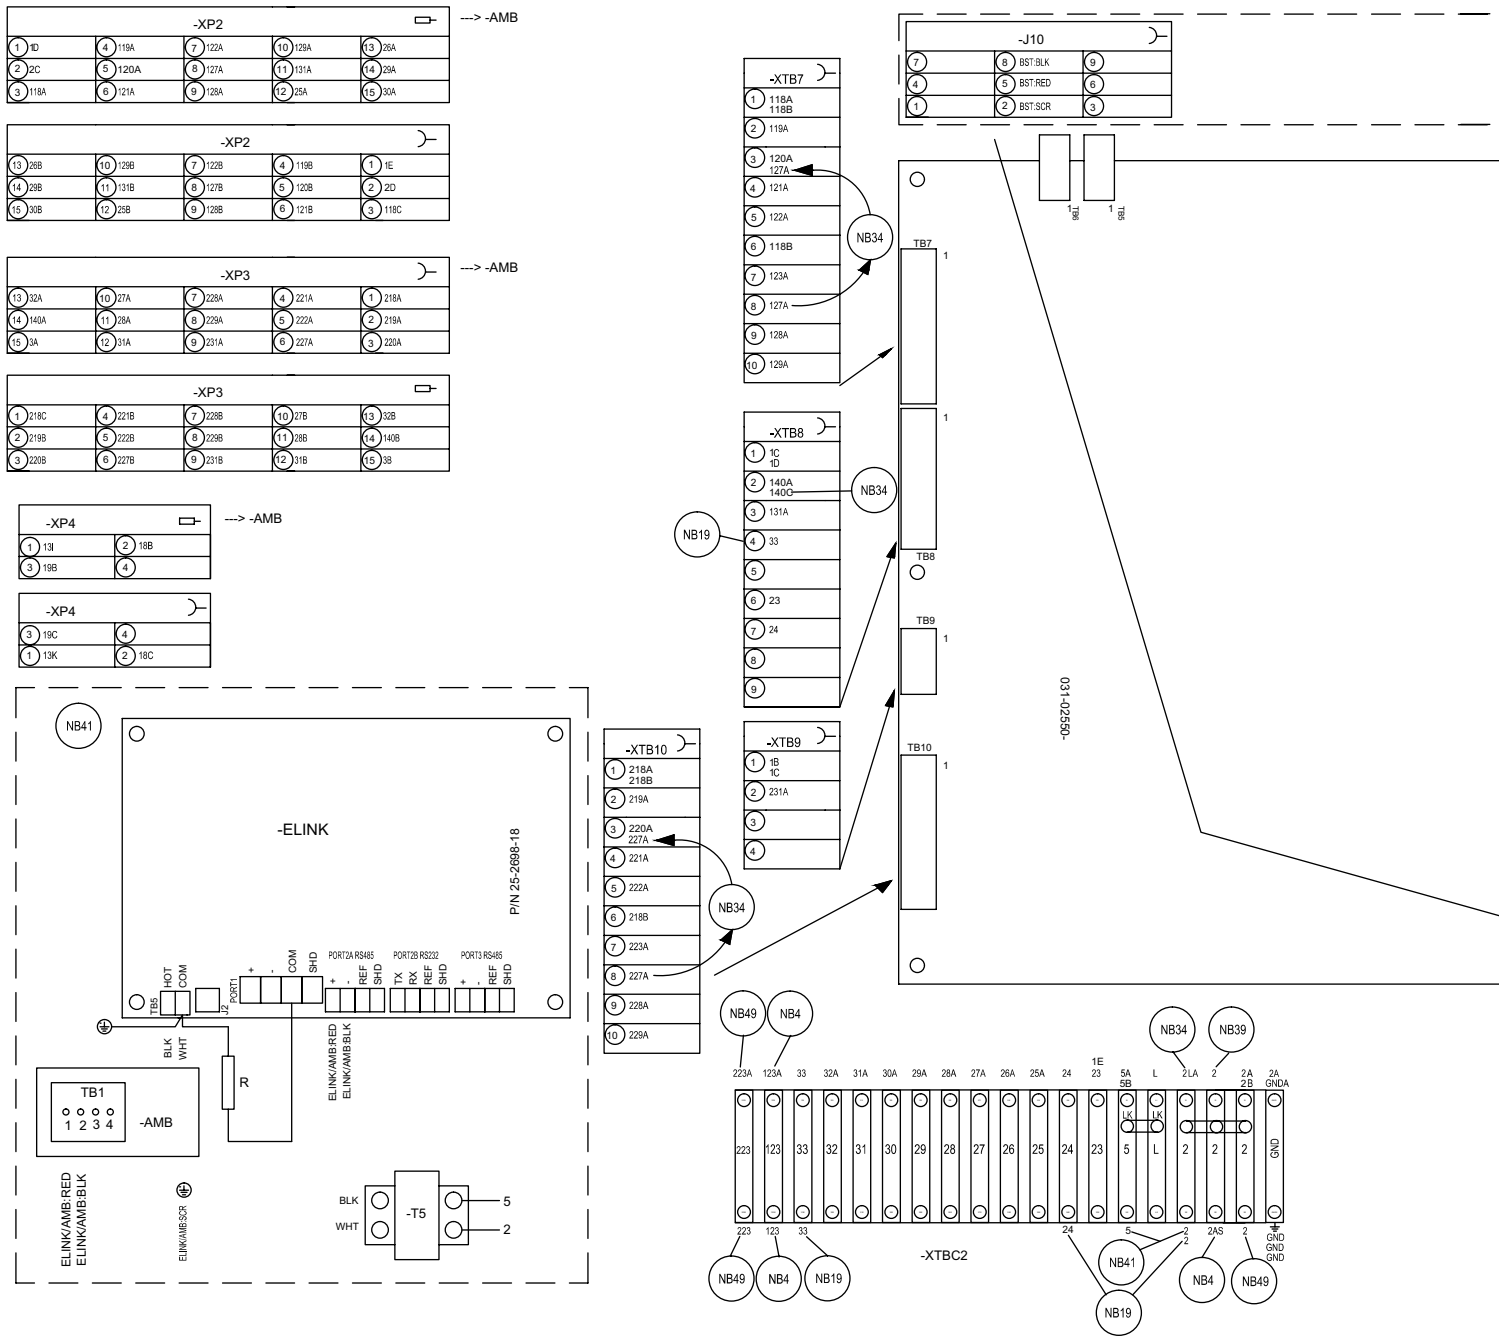 -XP2
---> -AMB
1 1D 4 119A 7 122A 10 129A 13 26A
2 2C 5 120A 8 127A 11 131A 14 29A
3 118A 6 121A 9 128A 12 25A 15 30A
-XP2
13 26B 10 129B 7 122B 4 119B 1 1E
14 29B 11 131B 8 127B 5 120B 2 2D
15 30B 12 25B 9 128B 6 121B 3 118C
-XP3
---> -AMB
13 32A 10 27A 7 228A 4 221A 1 218A
14 140A 11 28A 8 229A 5 222A 2 219A
15 3A 12 31A 9 231A 6 227A 3 220A
-XP3
1 218C 4 221B 7 228B 10 27B 13 32B
2 219B 5 222B 8 229B 11 28B 14 140B
3 220B 6 227B 9 231B 12 31B 15 3B
-XP4
---> -AMB
1 13I 2 18B
3 19B 4
-XP4
3 19C 4
1 13K 2 18C
-XTB7
1 118A
118B
2 119A
3 120A
127A
4 121A
5 122A
6 118B
7 123A
8 127A
9 128A
10 129A
NB34
-XTB8
1 1C
1D
2 140A
140C
3 131A
4 33
5
6 23
7 24
8
9
NB34
NB19
-XTB9
1 1B
1C
2 231A
3
4
-J10
7 8 BST:BLK 9
4 5 BST:RED 6
1 2 BST:SCR 3
1 TB6
1 TB5
TB7
1
1
TB8
TB9
1
TB10
1
031-02550-
NB41
-ELINK
P/N 25-2698-18
TB5
HOT
COM
J2
PORT1
+
-
COM
SHD
PORT2A RS485
+
-
REF
SHD
PORT2B RS232
TX
RX
REF
SHD
PORT3 RS485
+
-
REF
SHD
BLK
WHT
ELINK/AMB:RED
ELINK/AMB:BLK
R
TB1
1 2 3 4
-AMB
ELINK/AMB:RED
ELINK/AMB:BLK
ELINK/AMB:SCR
BLK
WHT
-T5
5
2
-XTB10
1 218A
218B
2 219A
3 220A
227A
4 221A
5 222A
6 218B
7 223A
8 227A
9 228A
10 229A
NB34
NB49 NB4 NB34 NB39
1E
223A 123A 33 32A 31A 30A 29A 28A 27A 26A 25A 24 23 5A L 2 LA 2 2A 2A
5B 2B GNDA
LK LK
223 123 33 32 31 30 29 28 27 26 25 24 23 5 L 2 2 2 GND
223 123 33 24 5 2 2AS 2
2
GND
GND
GND
-XTBC2
NB49 NB4 NB19 NB41 NB4 NB49
NB19